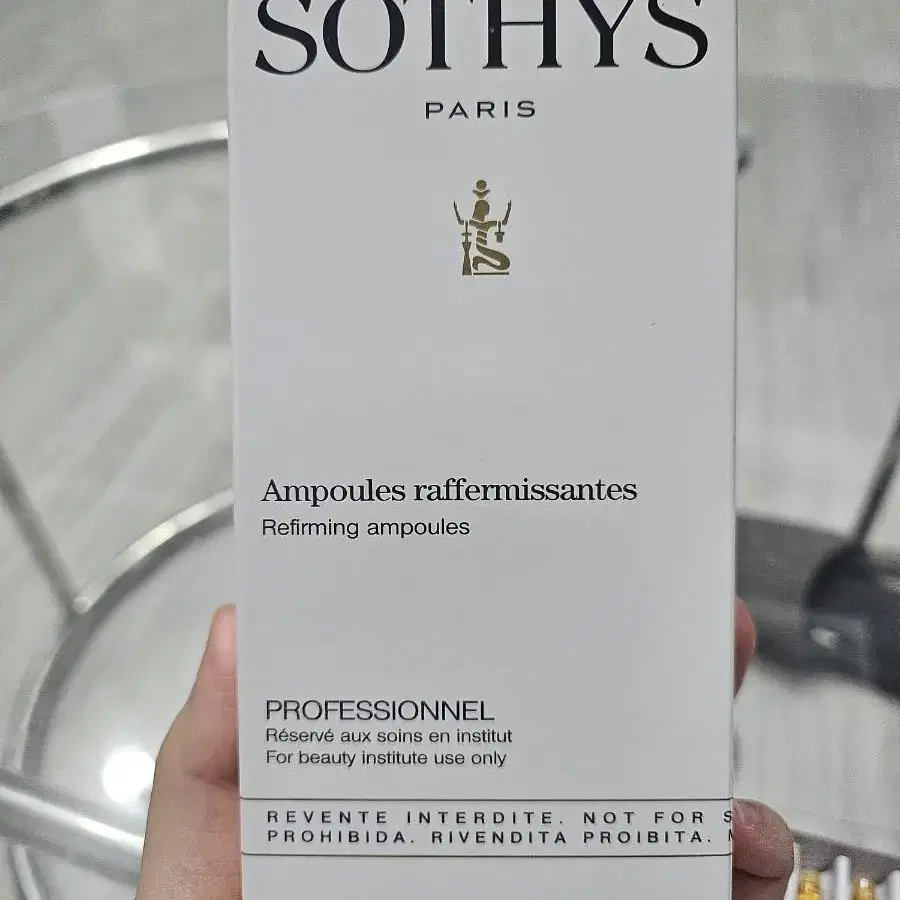 SOTHYS
PARIS
Ampoules raffermissantes
Refirming ampoules
PROFESSIONNEL
Réservé aux soins en institut
For beauty institute use only
REVENTE INTERDITE. NOT FOR S
PROHIBIDA. RIVENDITA PROIBITA.